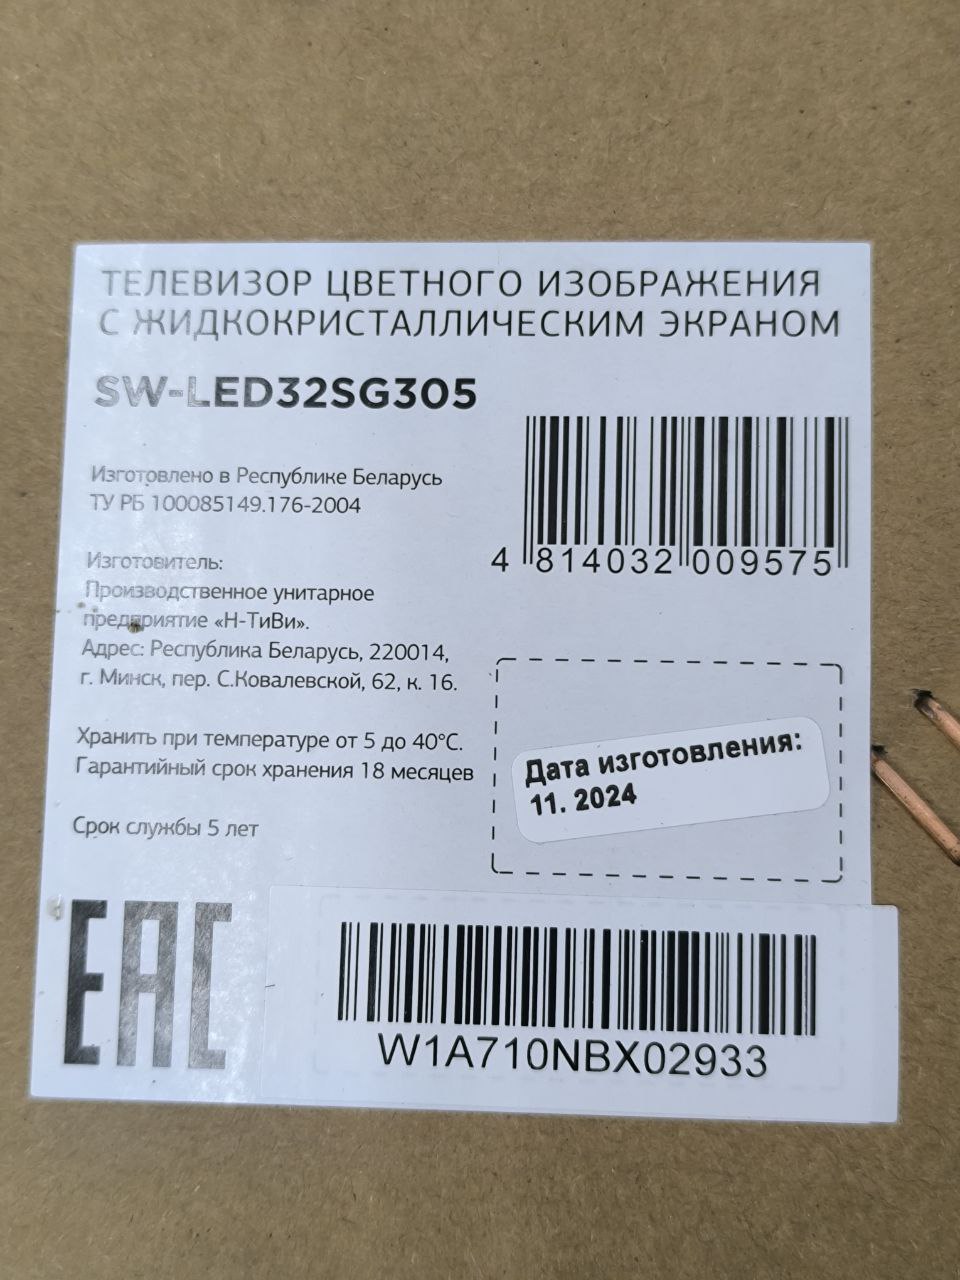 ТЕЛЕВИЗОР ЦВЕТНОГО ИЗОБРАЖЕНИЯ
С ЖИДКОКРИСТАЛЛИЧЕСКИМ ЭКРАНОМ
SW-LED32SG305
4 814032 009575
Изготовлено в Республике Беларусь
ТУ РБ 100085149.176-2004
Изготовитель:
Производственное унитарное
предприятие «Н-ТиВи».
Адрес: Республика Беларусь, 220014,
г. Минск, пер. С.Ковалевской, 62, к. 16.
Хранить при температуре от 5 до 40°С.
Гарантийный срок хранения 18 месяцев
Срок службы 5 лет
Дата изготовления:
11. 2024
ЕАС
W1A710NBX02933